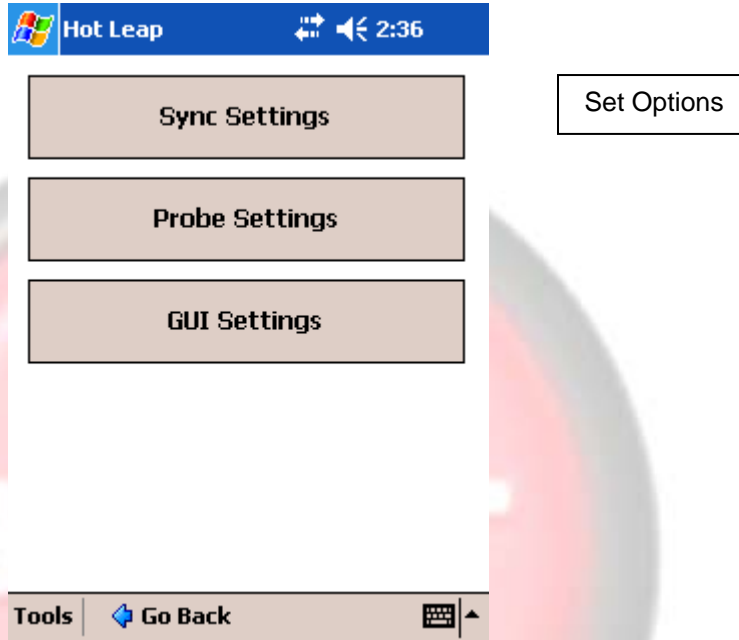 Hot Leap 2:36
Set Options
Sync Settings
Probe Settings
GUI Settings
Tools Go Back